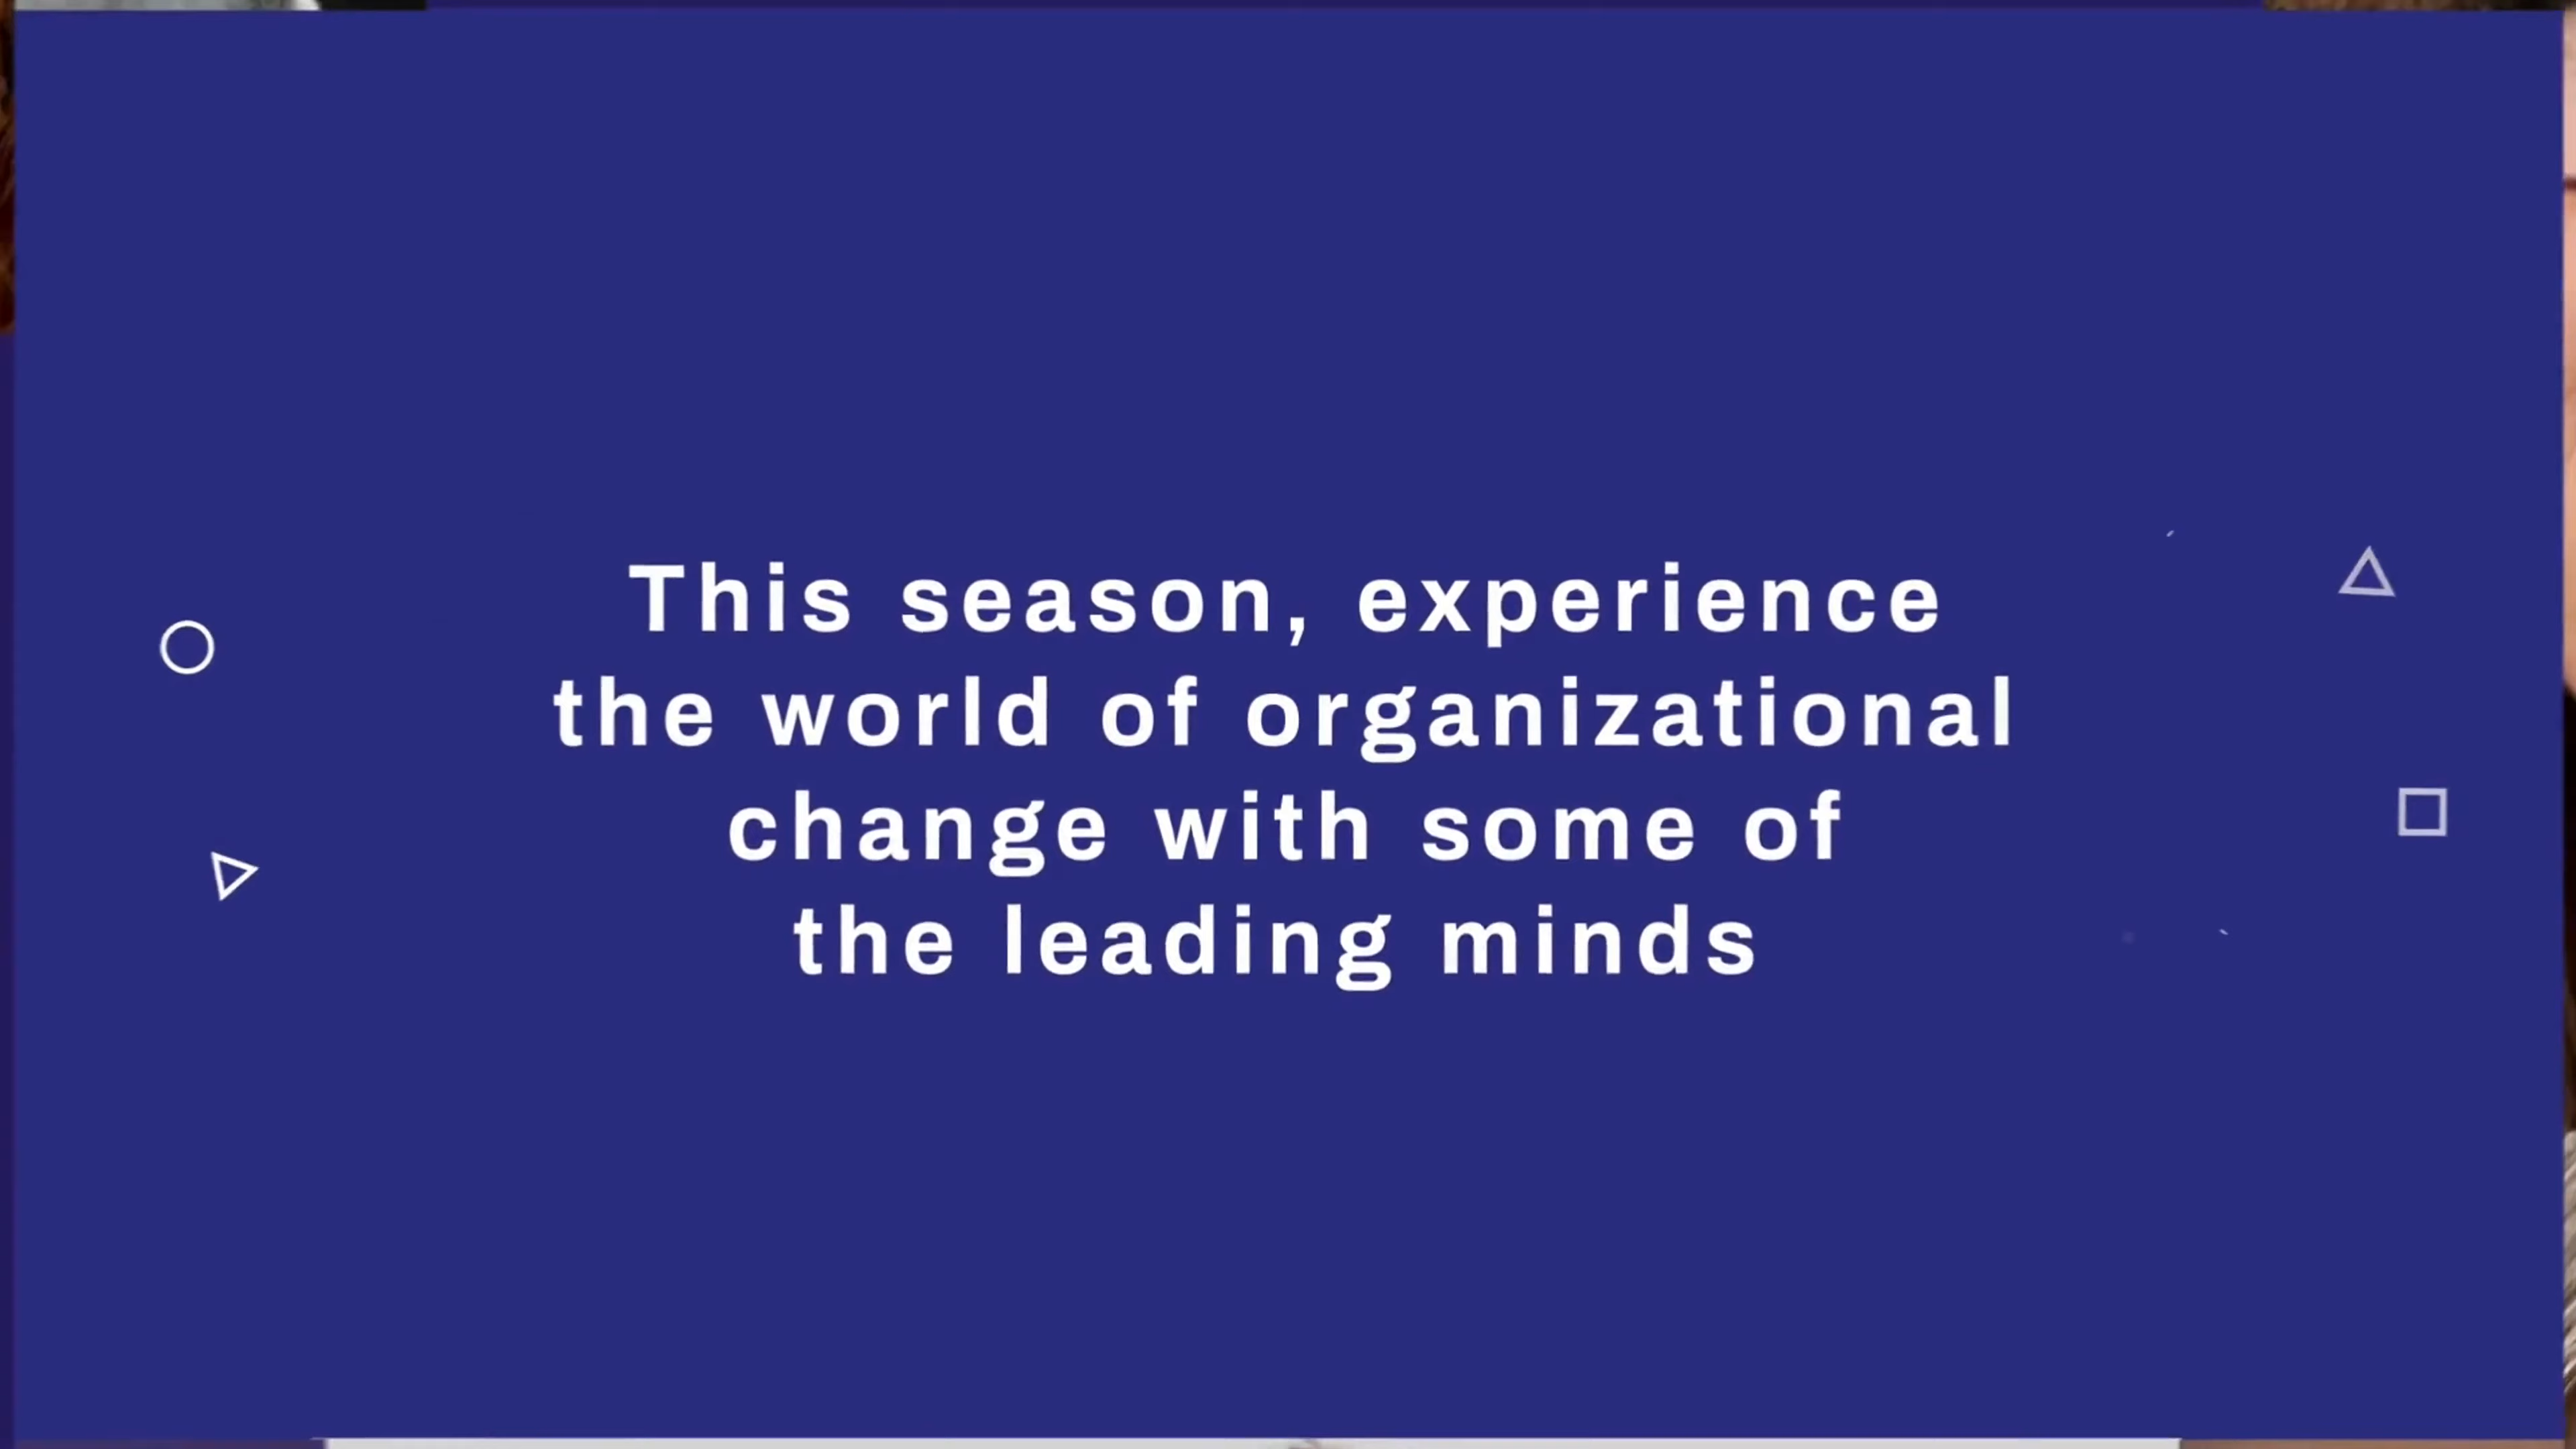 This season, experience
the world of organizational
change with some of
the leading minds